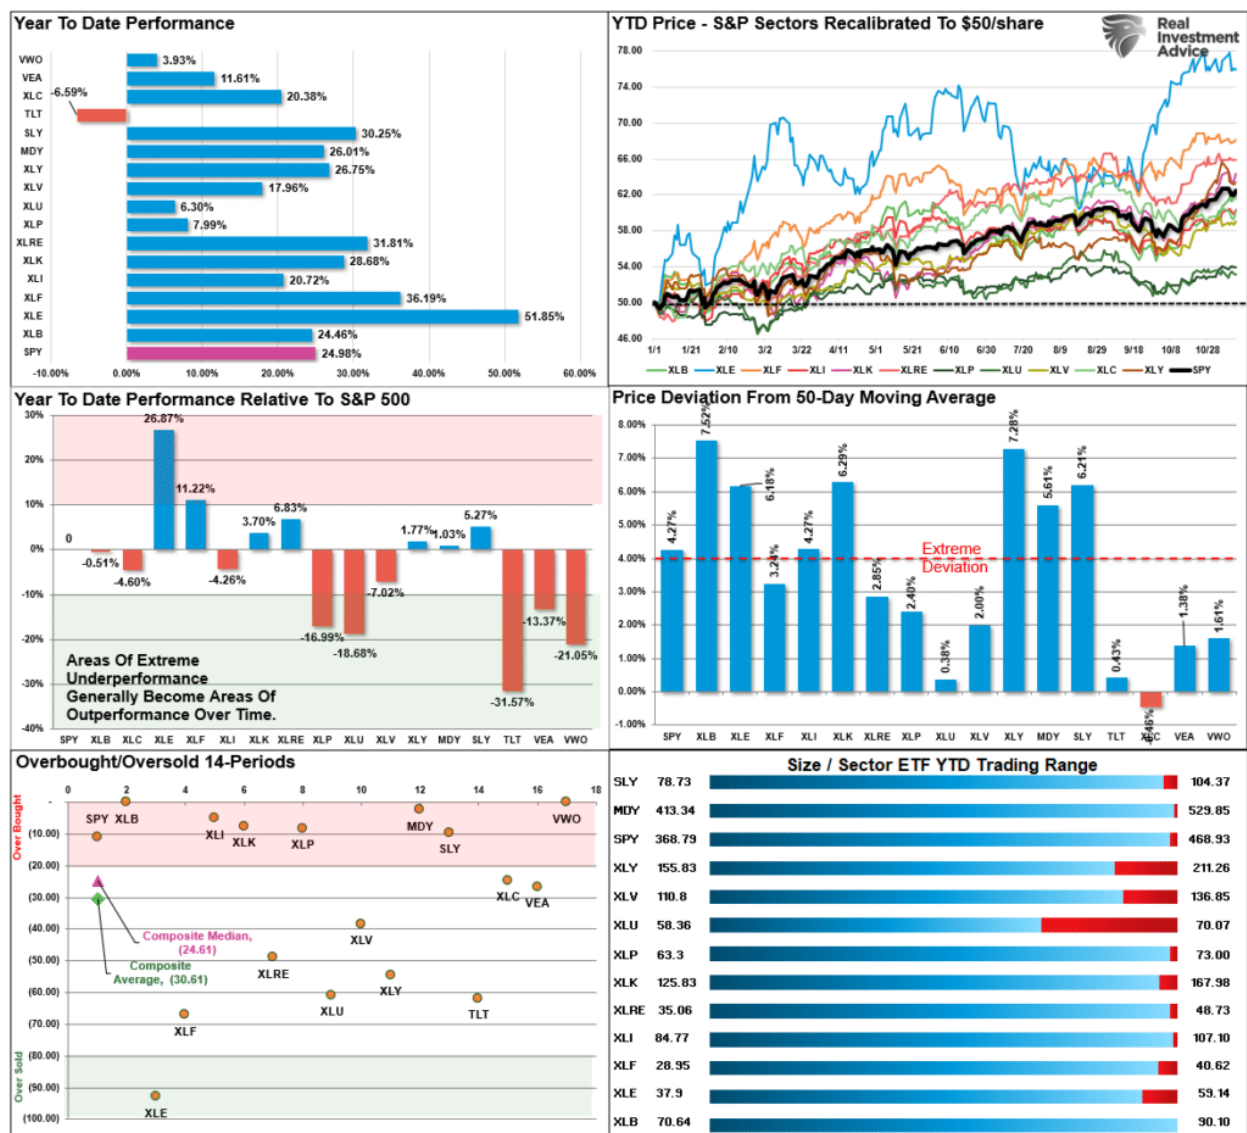 Year To Date Performance
VWO 3.93%
VEA 11.61%
XLC 20.38%
-6.59%
TLT
SLY 30.25%
MDY 26.01%
XLY 26.75%
XLV 17.96%
XLU 6.30%
XLP 7.99%
XLRE 31.81%
XLK 28.68%
XLI 20.72%
XLF 36.19%
XLE 51.85%
XLB 24.46%
SPY 24.98%
-10.00% 0.00% 10.00% 20.00% 30.00% 40.00% 50.00% 60.00%
YTD Price - S&P Sectors Recalibrated To $50/share
Real
Investment
Advice
78.00
74.00
70.00
66.00
62.00
58.00
54.00
50.00
46.00
1/1 1/21 2/10 3/2 3/22 4/11 5/1 5/21 6/10 6/30 7/20 8/9 8/29 9/18 10/8 10/28
XLB XLE XLF XLI XLK XLRE XLP XLU XLV XLC XLY SPY
Year To Date Performance Relative To S&P 500
30%
20%
10%
0%
-10%
-20%
-30%
-40%
0 -0.51% -4.60% 26.87% 11.22% -4.26% 3.70% 6.83% -16.99% -18.68% -7.02% 1.77% 1.03% 5.27% -31.57% -13.37% -21.05%
Areas Of Extreme
Underperformance
Generally Become Areas Of
Outperformance Over Time.
SPY XLB XLC XLE XLF XLI XLK XLRE XLP XLU XLV XLY MDY SLY TLT VEA VWO
Price Deviation From 50-Day Moving Average
8.00%
7.00%
6.00%
5.00%
4.00%
3.00%
2.00%
1.00%
0.00%
-1.00%
4.27% 7.52% 6.18% 3.24% 4.27% 6.29% 2.85% 2.40% 0.38% 2.00% 7.28% 5.61% 6.21% 0.43% 1.38% 1.61%
Extreme
Deviation
SPY XLB XLE XLF XLI XLK XLRE XLP XLU XLV XLY MDY SLY TLT VEA VWO
Overbought/Oversold 14-Periods
0 2 4 6 8 10 12 14 16 18
Over Bought
Over Sold
-
(10.00)
(20.00)
(30.00)
(40.00)
(50.00)
(60.00)
(70.00)
(80.00)
(90.00)
(100.00)
SPY XLB XLI XLK XLP MDY SLY VWO
XLC VEA
XLV
XLRE XLY
XLU TLT
XLF
XLE
Composite Median,
(24.61)
Composite
Average, (30.61)
Size / Sector ETF YTD Trading Range
SLY 78.73 104.37
MDY 413.34 529.85
SPY 368.79 468.93
XLY 155.83 211.26
XLV 110.8 136.85
XLU 58.36 70.07
XLP 63.3 73.00
XLK 125.83 167.98
XLRE 35.06 48.73
XLI 84.77 107.10
XLF 28.95 40.62
XLE 37.9 59.14
XLB 70.64 90.10